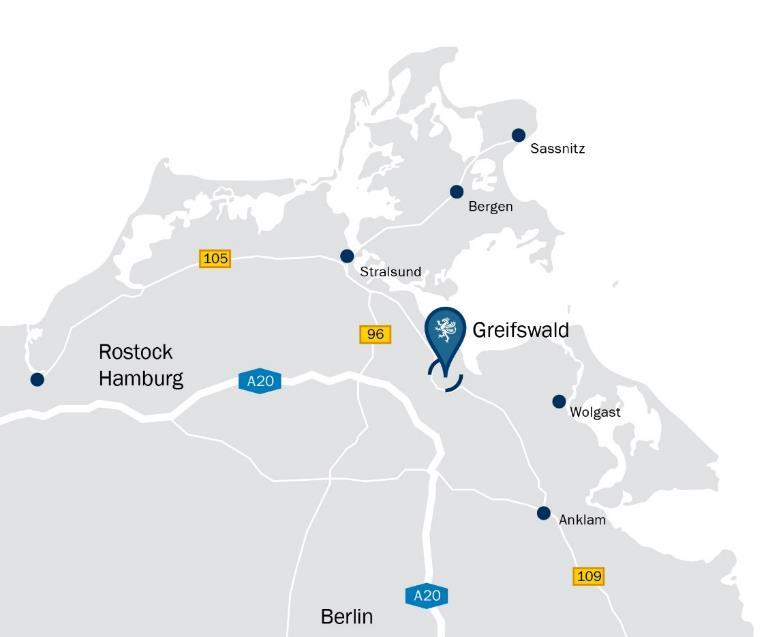 Sassnitz
Bergen
105
Stralsund
96
Greifswald
Rostock
Hamburg
A20
Wolgast
Anklam
109
A20
Berlin